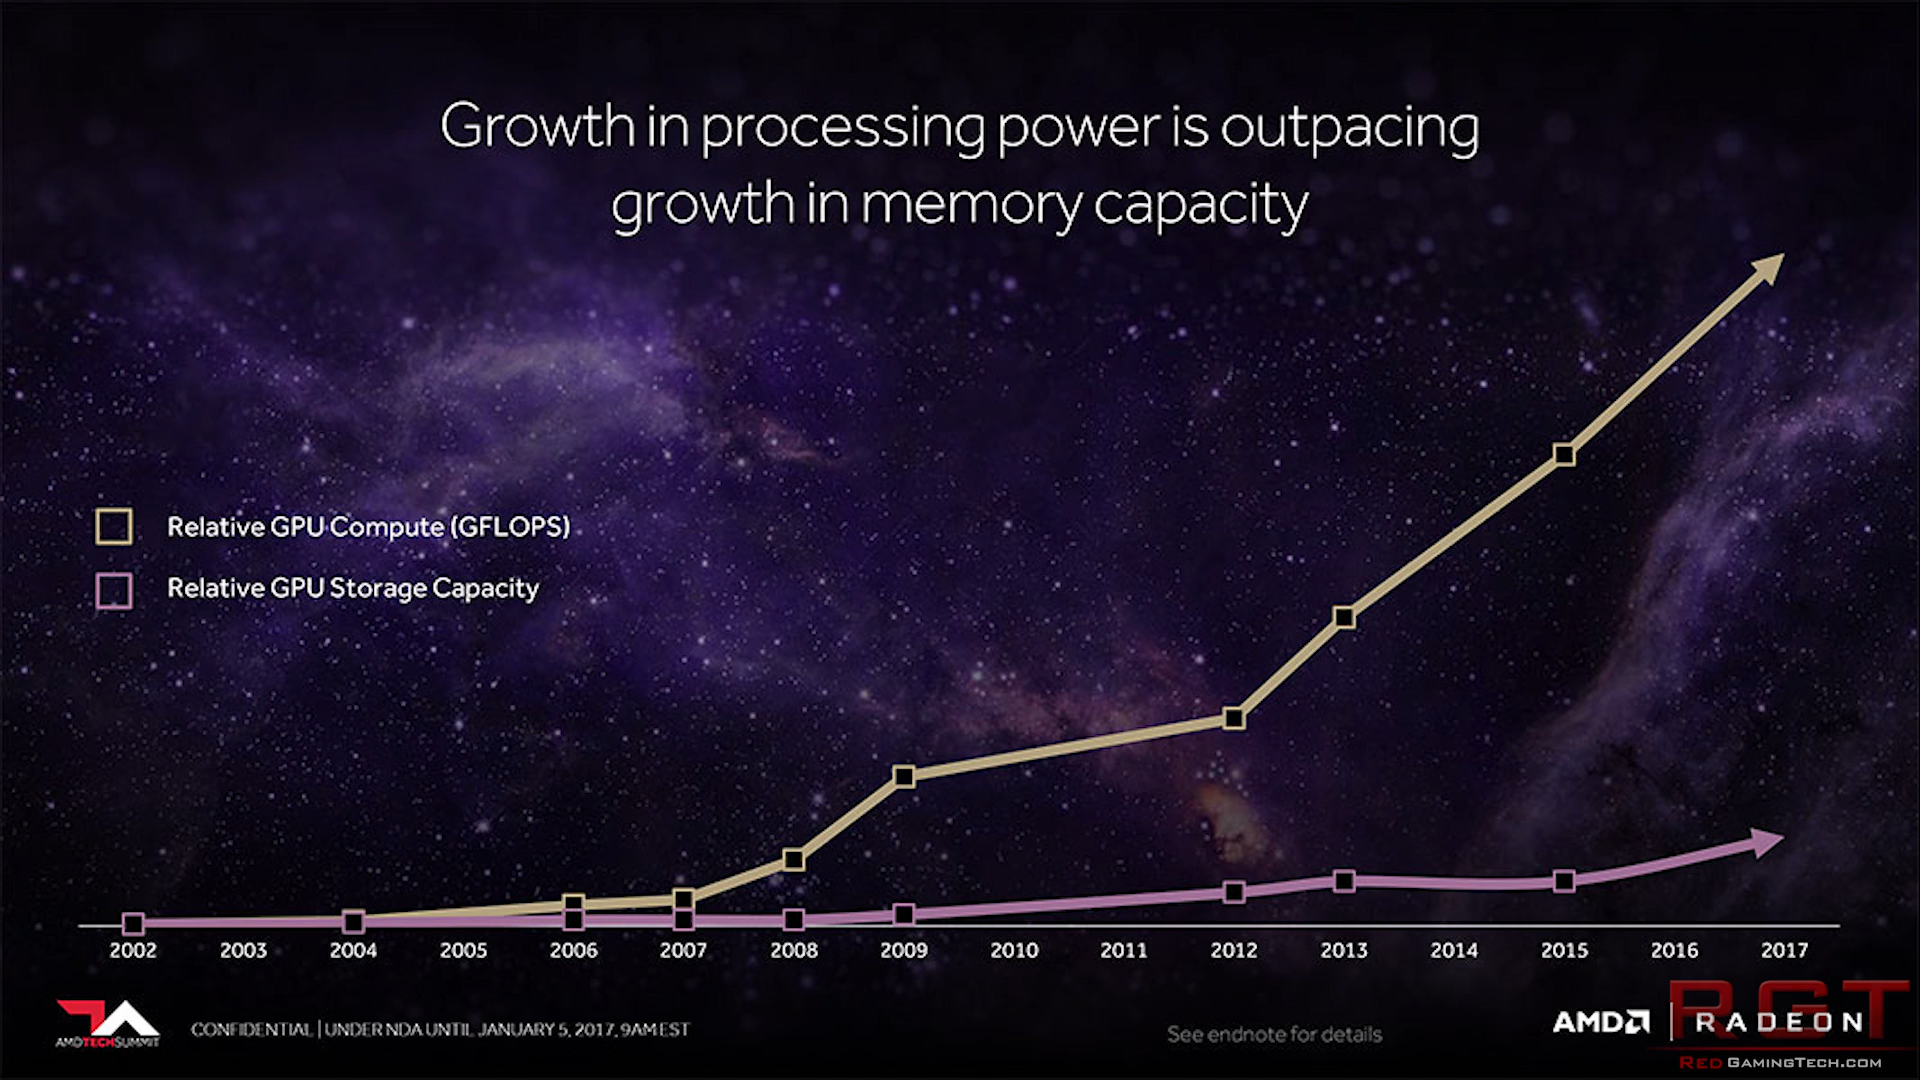 Growth in processing power is outpacing
growth in memory capacity
Relative GPU Compute (GFLOPS)
Relative GPU Storage Capacity
2002 2003 2004 2005 2006 2007 2008 2009 2010 2011 2012 2013 2014 2015 2016 2017
AMDTECHSUMMIT
CONFIDENTIAL | UNDER NDA UNTIL JANUARY 5, 2017, 9AM EST
See endnote for details
AMD | RADEON
RGT
REDGAMINGTECH.COM